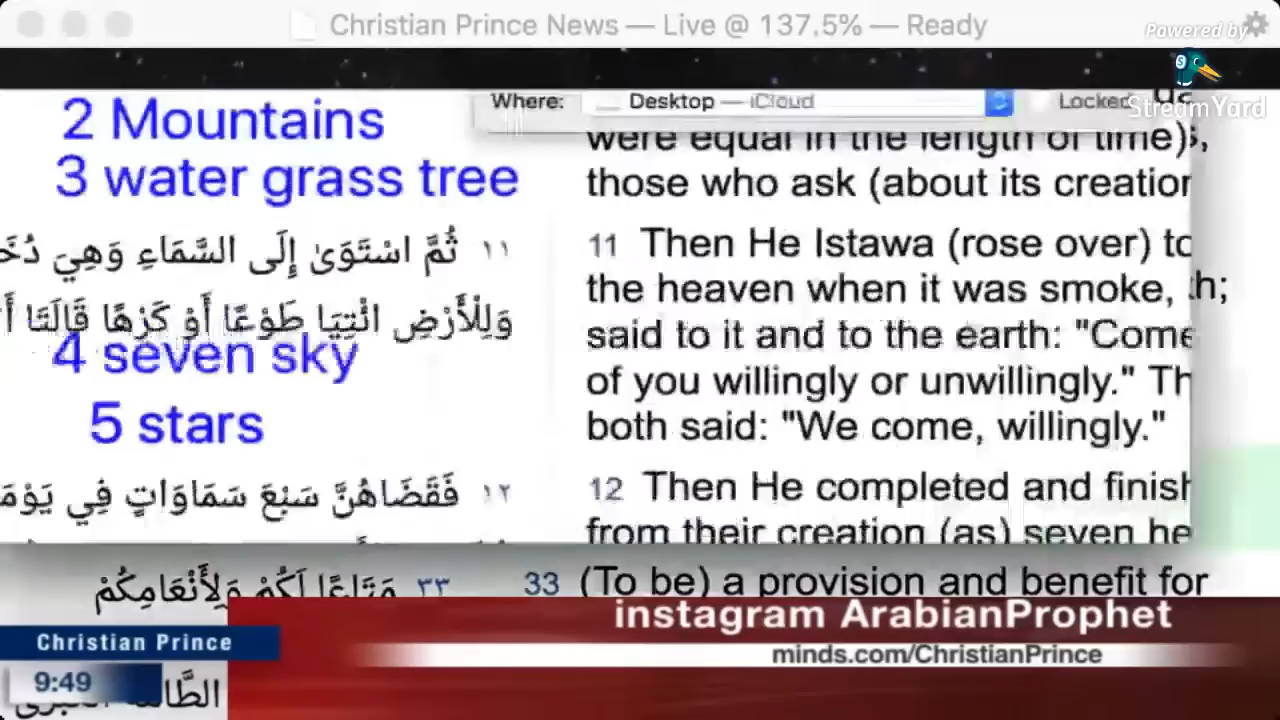 Christian Prince News — Live @ 137.5% — Ready
Powered by
StreamYard
Where: Desktop — iCloud Locked
2 Mountains
3 water grass tree
were equal in the length of time)
those who ask (about its creation
١١ ثُمَّ اسْتَوَىٰ إِلَى السَّمَاءِ وَهِيَ
11 Then He Istawa (rose over) to
the heaven when it was smoke,
وَلِلْأَرْضِ ائْتِيَا طَوْعًا أَوْ كَرْهًا قَالَتَا
said to it and to the earth: "Come
4 seven sky
of you willingly or unwillingly."
both said: "We come, willingly."
5 stars
١٢ فَقَضَاهُنَّ سَبْعَ سَمَاوَاتٍ فِي
12 Then He completed and finish
from their creation (as) seven he
٣٣ مَتَاعًا لَكُمْ وَلِأَنْعَامِكُمْ
33 (To be) a provision and benefit for
instagram ArabianProphet
Christian Prince
minds.com/ChristianPrince
9:49